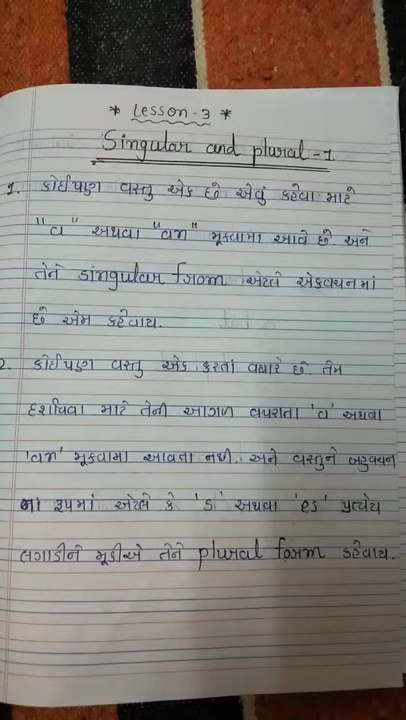 * Lesson-3 *
Singular and plural-1
1. કોઈપણ વસ્તુ એક છે એવું કહેવા માટે
"a" અથવા "an" મૂકવામાં આવે છે અને
તેને singular from એટલે એકવચનમાં
છે એમ કહેવાય.
2. કોઈપણ વસ્તુ એક કરતાં વધારે છે તેમ
દર્શાવવા માટે તેની આગળ વપરાતા 'a' અથવા
'an' મૂકવામાં આવતા નથી. અને વસ્તુને બહુવચન
નાં રૂપમાં એટલે કે 's' અથવા 'es' પ્રત્યેય
લગાડીને મૂકીએ તેને plural form કહેવાય.